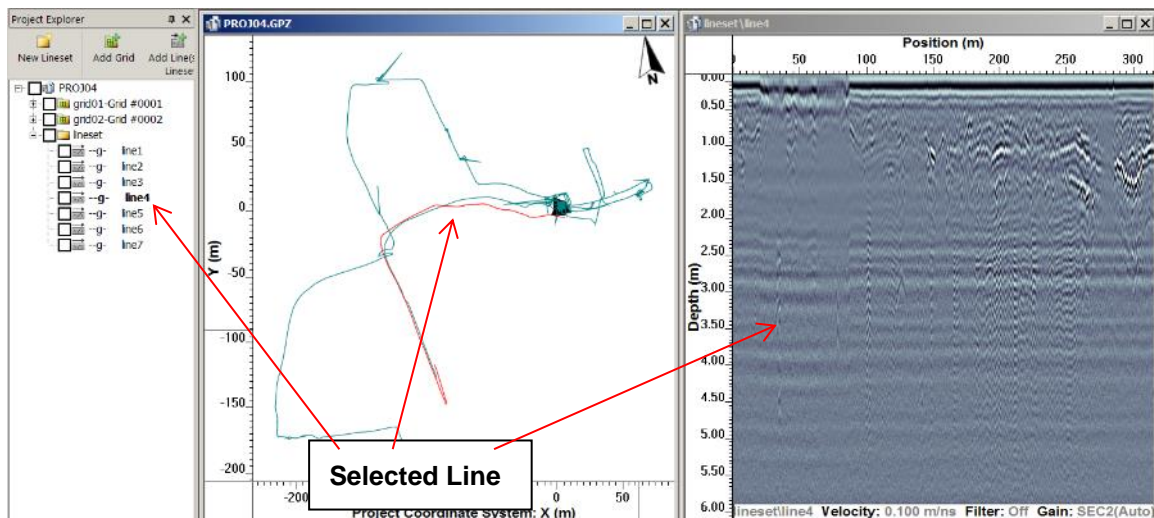 Project Explorer
New Lineset Add Grid Add Line(s
Lineset
PROJ04
grid01-Grid #0001
grid02-Grid #0002
lineset
--g- line1
--g- line2
--g- line3
--g- line4
--g- line5
--g- line6
--g- line7
PROJ04.GPZ
N
Y (m)
100
50
0
-50
-100
-150
-200
-200
0
50
Project Coordinate System: X (m)
Selected Line
lineset\line4
Position (m)
0 50 100 150 200 250 300
Depth (m)
0.00
0.50
1.00
1.50
2.00
2.50
3.00
3.50
4.00
4.50
5.00
5.50
6.00
lineset\line4 Velocity: 0.100 m/ns Filter: Off Gain: SEC2(Auto)